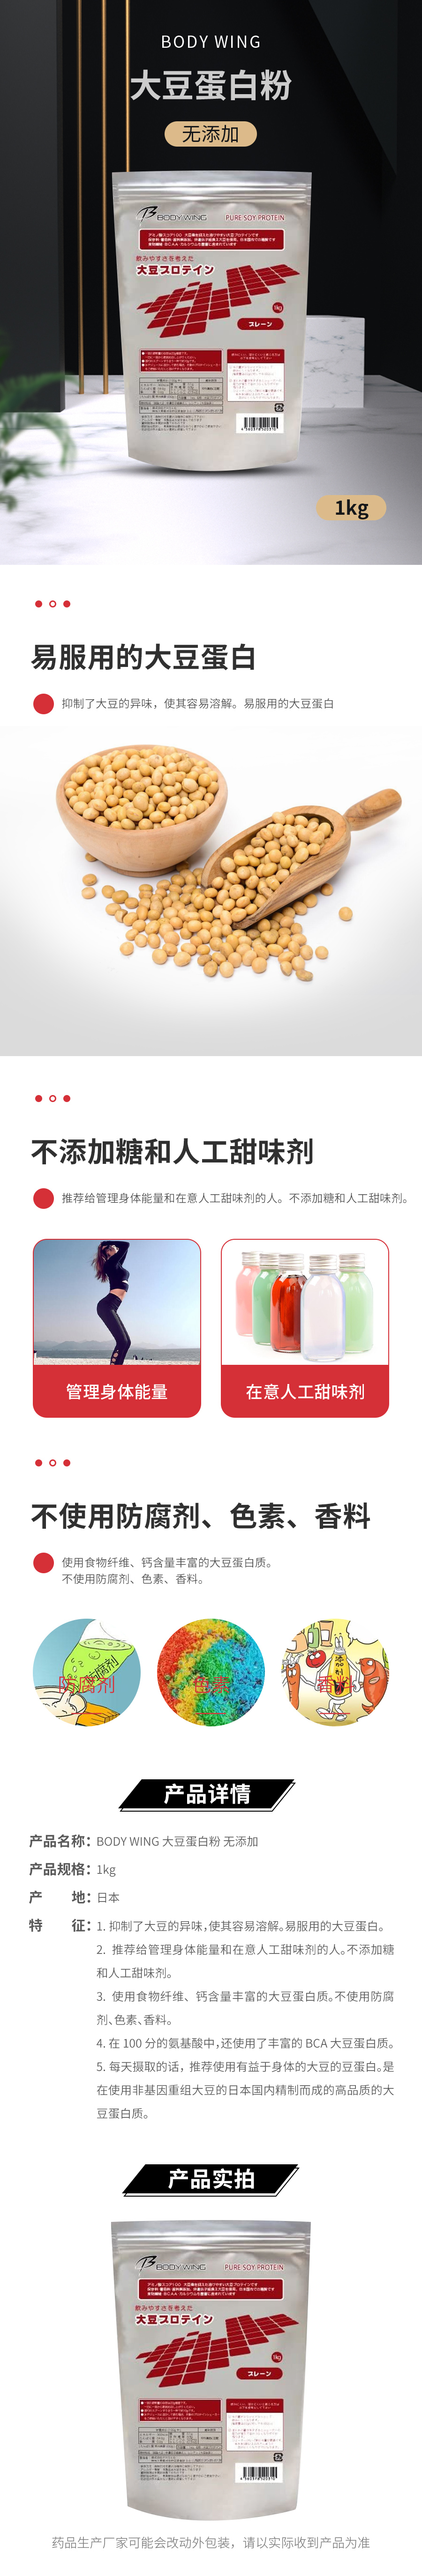 BODY WING
大豆蛋白粉
无添加
BODY WING
PURE SOY PROTEIN
飲みやすさを考えた
大豆プロテイン
1kg
プレーン
1kg
易服用的大豆蛋白
抑制了大豆的异味，使其容易溶解。易服用的大豆蛋白
不添加糖和人工甜味剂
推荐给管理身体能量和在意人工甜味剂的人。不添加糖和人工甜味剂。
管理身体能量
在意人工甜味剂
不使用防腐剂、色素、香料
使用食物纤维、钙含量丰富的大豆蛋白质。
不使用防腐剂、色素、香料。
防腐剂
防腐剂
色素
添加剂
香料
产品详情
产品名称：BODY WING 大豆蛋白粉 无添加
产品规格：1kg
产 地：日本
特 征：1. 抑制了大豆的异味，使其容易溶解。易服用的大豆蛋白。
2. 推荐给管理身体能量和在意人工甜味剂的人。不添加糖
和人工甜味剂。
3. 使用食物纤维、钙含量丰富的大豆蛋白质。不使用防腐
剂、色素、香料。
4. 在 100 分的氨基酸中，还使用了丰富的 BCA 大豆蛋白质。
5. 每天摄取的话，推荐使用有益于身体的大豆的豆蛋白。是
在使用非基因重组大豆的日本国内精制而成的高品质的大
豆蛋白质。
产品实拍
BODY WING
PURE SOY PROTEIN
飲みやすさを考えた
大豆プロテイン
1kg
プレーン
药品生产厂家可能会改动外包装，请以实际收到产品为准